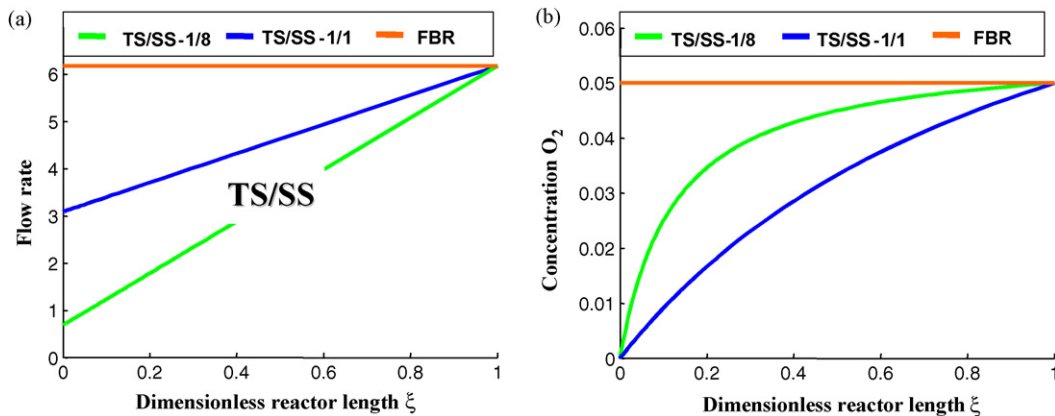 (a)
TS/SS-1/8 TS/SS-1/1 FBR
6
5
4
3
2
1
0
Flow rate
TS/SS
0 0.2 0.4 0.6 0.8 1
Dimensionless reactor length ξ
(b)
TS/SS-1/8 TS/SS-1/1 FBR
0.06
0.05
0.04
0.03
0.02
0.01
0
Concentration O₂
0 0.2 0.4 0.6 0.8 1
Dimensionless reactor length ξ